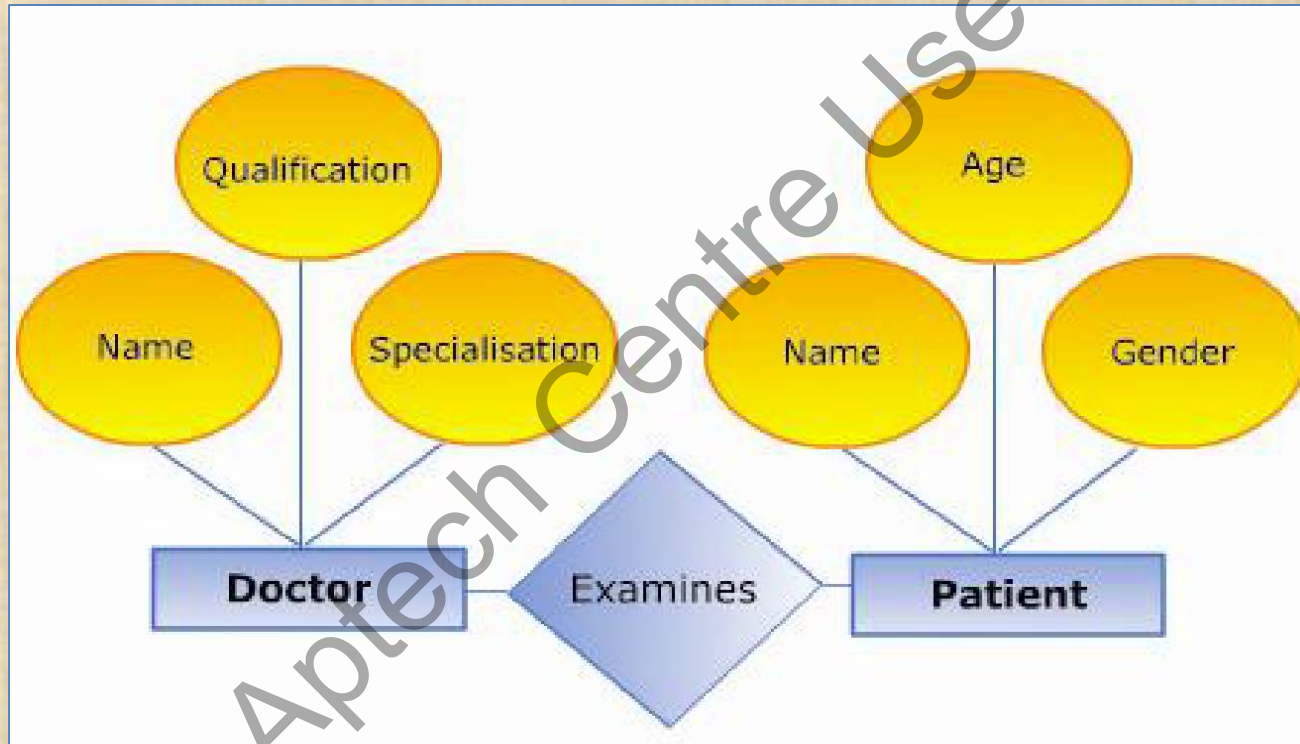 Qualification
Age
Name
Specialisation
Name
Gender
Doctor
Examines
Patient
Aptech Centre Use